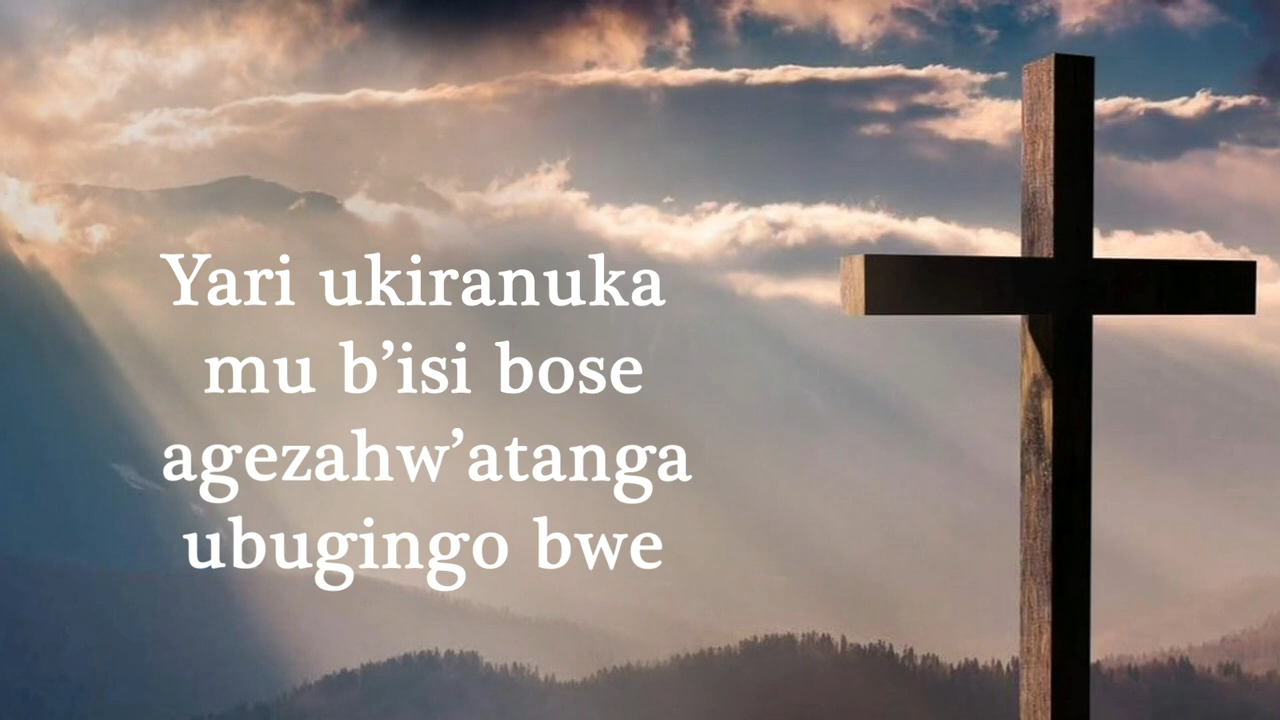 Yari ukiranuka
mu b’isi bose
agezahw’atanga
ubugingo bwe